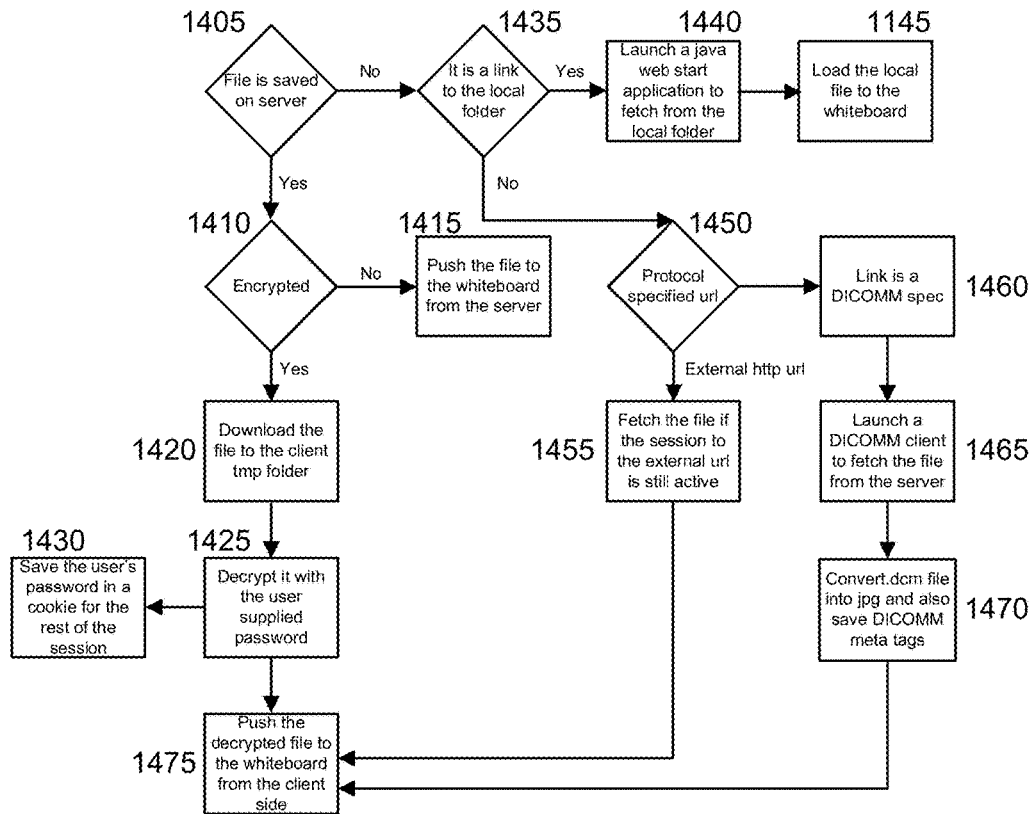 1405
1435
1440
1145
File is saved
on server
No
It is a link
to the local
folder
Yes
Launch a java
web start
application to
fetch from the
local folder
Load the local
file to the
whiteboard
Yes
No
1410
1415
1450
Encrypted
No
Push the file to
the whiteboard
from the server
Protocol
specified url
Link is a
DICOMM spec
1460
Yes
External http url
1420
Download the
file to the client
tmp folder
1455
Fetch the file if
the session to
the external url
is still active
Launch a
DICOMM client
to fetch the file
from the server
1465
1430
1425
Save the user's
password in a
cookie for the
rest of the
session
Decrypt it with
the user
supplied
password
Convert.dcm file
into jpg and also
save DICOMM
meta tags
1470
1475
Push the
decrypted file to
the whiteboard
from the client
side